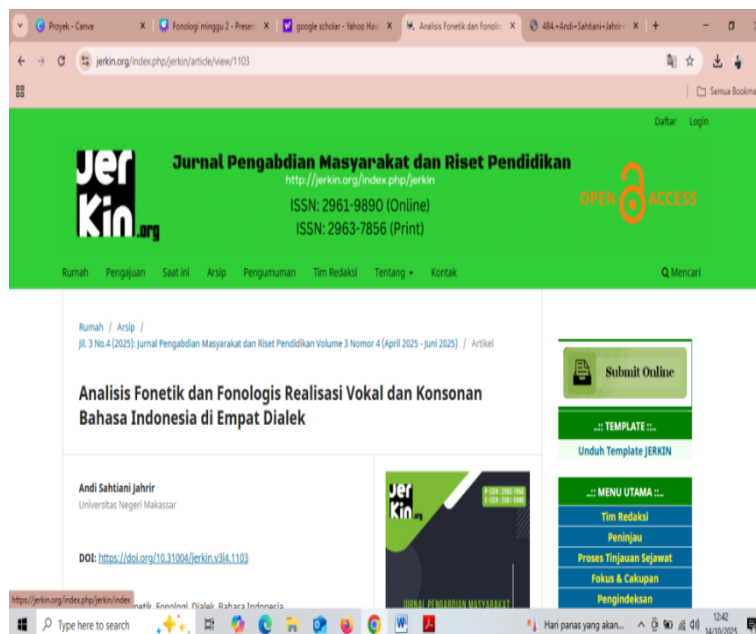 Proyek - Canva
Fonologi minggu 2 - Present
google scholar - Yahoo Has
Analisis Fonetik dan Fonolog
484.+Andi+Sahtiani+Jahrir-
jerkin.org/index.php/jerkin/article/view/1103
Semua Bookma
Daftar Login
Jer
Kin.org
Jurnal Pengabdian Masyarakat dan Riset Pendidikan
http://jerkin.org/index.php/jerkin
ISSN: 2961-9890 (Online)
ISSN: 2963-7856 (Print)
OPEN ACCESS
Rumah Pengajuan Saat ini Arsip Pengumuman Tim Redaksi Tentang Kontak Mencari
Rumah / Arsip /
Jil. 3 No.4 (2025): Jurnal Pengabdian Masyarakat dan Riset Pendidikan Volume 3 Nomor 4 (April 2025 - Juni 2025) / Artikel
Analisis Fonetik dan Fonologis Realisasi Vokal dan Konsonan
Bahasa Indonesia di Empat Dialek
Andi Sahtiani Jahrir
Universitas Negeri Makassar
DOI: https://doi.org/10.31004/jerkin.v3i4.1103
Fonologi, Dialek, Bahasa Indonesia
Jer
Kin.org
JURNAL PENGABDIAN MASYARAKAT
Submit Online
..:: TEMPLATE ::..
Unduh Template JERKIN
..:: MENU UTAMA ::..
Tim Redaksi
Peninjau
Proses Tinjauan Sejawat
Fokus & Cakupan
Pengindeksan
https://jerkin.org/index.php/jerkin/index
Type here to search
Hari panas yang akan...
12:42
14/10/2025